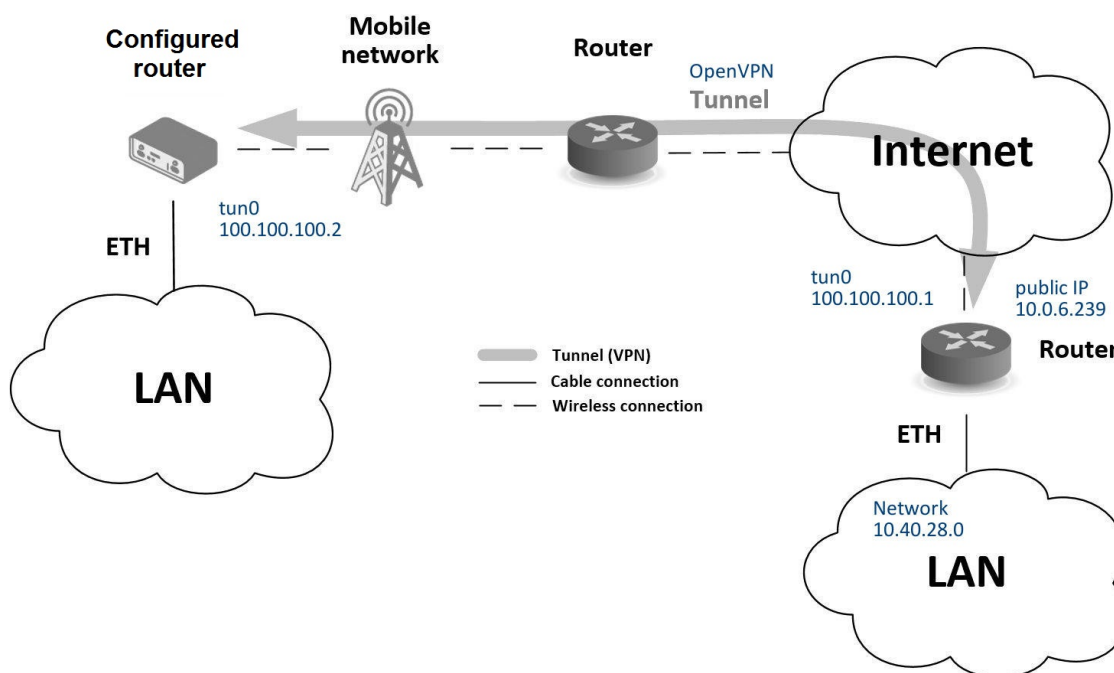 Configured
router
Mobile
network
Router
OpenVPN
Tunnel
Internet
tun0
100.100.100.2
ETH
LAN
tun0
100.100.100.1
public IP
10.0.6.239
Router
Tunnel (VPN)
Cable connection
Wireless connection
ETH
Network
10.40.28.0
LAN